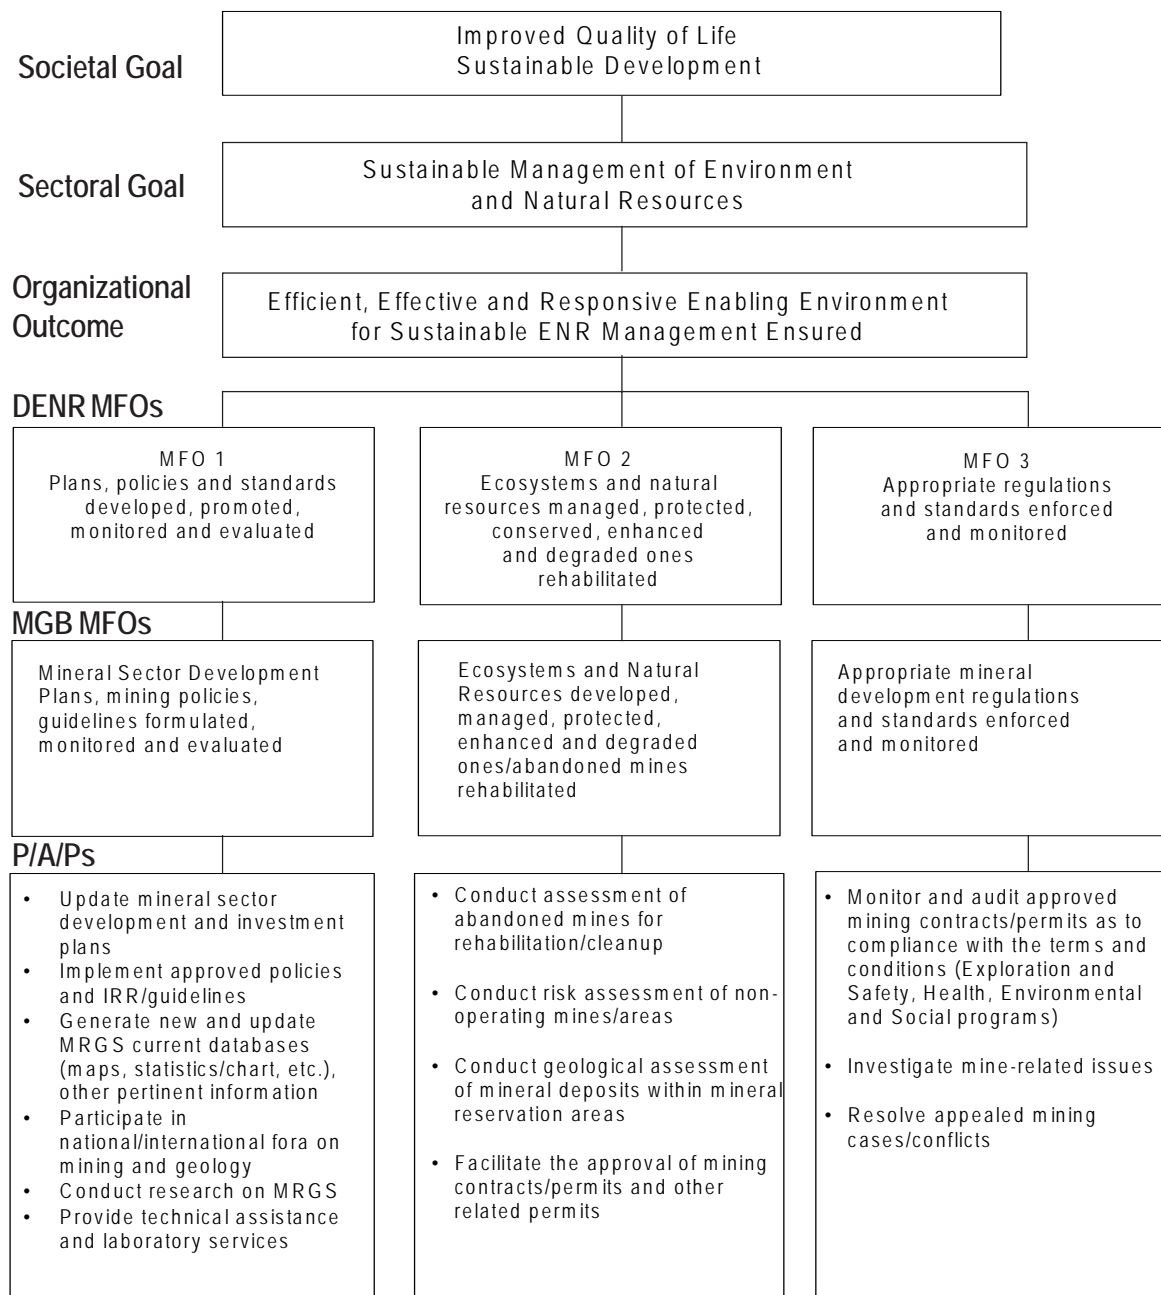 Societal Goal
Improved Quality of Life
Sustainable Development
Sectoral Goal
Sustainable Management of Environment
and Natural Resources
Organizational
Outcome
Efficient, Effective and Responsive Enabling Environment
for Sustainable ENR Management Ensured
DENR MFOs
MFO 1
Plans, policies and standards
developed, promoted,
monitored and evaluated
MFO 2
Ecosystems and natural
resources managed, protected,
conserved, enhanced
and degraded ones
rehabilitated
MFO 3
Appropriate regulations
and standards enforced
and monitored
MGB MFOs
Mineral Sector Development
Plans, mining policies,
guidelines formulated,
monitored and evaluated
Ecosystems and Natural
Resources developed,
managed, protected,
enhanced and degraded
ones/abandoned mines
rehabilitated
Appropriate mineral
development regulations
and standards enforced
and monitored
P/A/Ps
• Update mineral sector
development and investment
plans
• Implement approved policies
and IRR/guidelines
• Generate new and update
MRGS current databases
(maps, statistics/chart, etc.),
other pertinent information
• Participate in
national/international fora on
mining and geology
• Conduct research on MRGS
• Provide technical assistance
and laboratory services
• Conduct assessment of
abandoned mines for
rehabilitation/cleanup
• Conduct risk assessment of non-
operating mines/areas
• Conduct geological assessment
of mineral deposits within mineral
reservation areas
• Facilitate the approval of mining
contracts/permits and other
related permits
• Monitor and audit approved
mining contracts/permits as to
compliance with the terms and
conditions (Exploration and
Safety, Health, Environmental
and Social programs)
• Investigate mine-related issues
• Resolve appealed mining
cases/conflicts